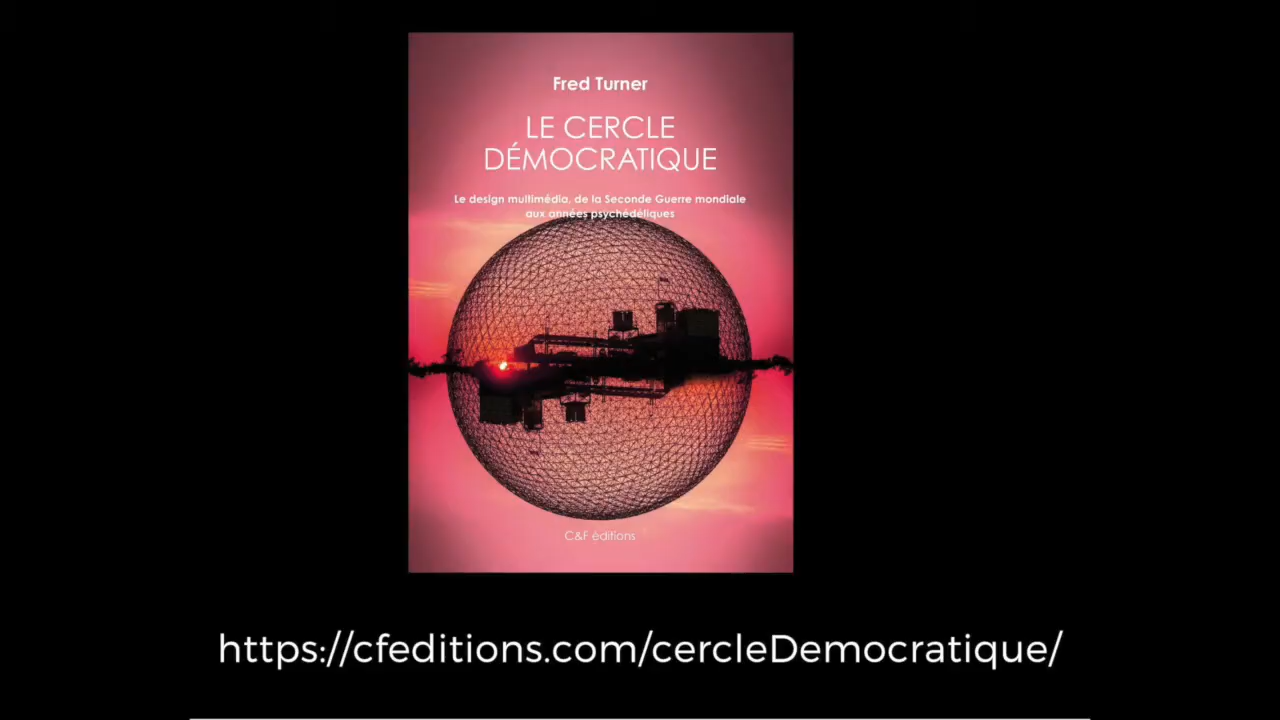 Fred Turner
LE CERCLE
DÉMOCRATIQUE
Le design multimédia, de la Seconde Guerre mondiale
aux années psychédéliques
C&F éditions
https://cfeditions.com/cercleDemocratique/